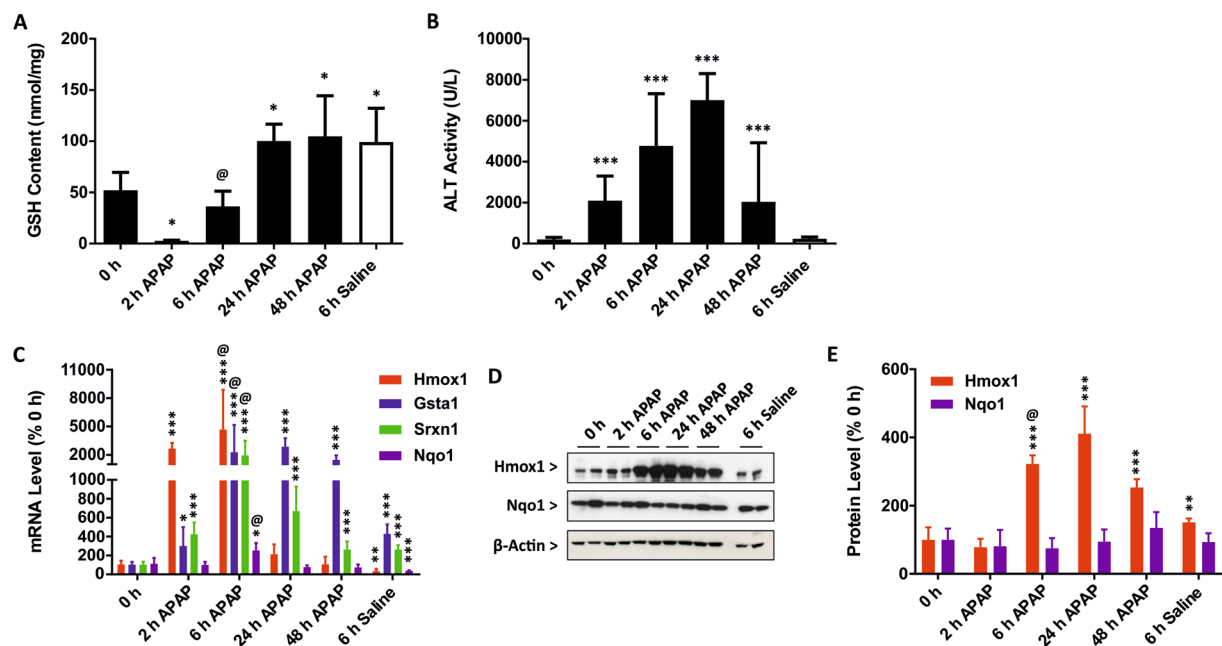 A
GSH Content (nmol/mg)
200
150
100
50
0
*
@
*
*
*
0 h
2 h APAP
6 h APAP
24 h APAP
48 h APAP
6 h Saline
B
ALT Activity (U/L)
10000
8000
6000
4000
2000
0
***
***
***
***
0 h
2 h APAP
6 h APAP
24 h APAP
48 h APAP
6 h Saline
C
mRNA Level (% 0 h)
11000
8000
5000
2000
1000
800
600
400
200
0
***
*
***
*** @
*** @
*** @
* @
***
***
***
***
**
***
***
***
Hmox1
Gsta1
Srxn1
Nqo1
0 h
2 h APAP
6 h APAP
24 h APAP
48 h APAP
6 h Saline
D
0 h
2 h APAP
6 h APAP
24 h APAP
48 h APAP
6 h Saline
Hmox1 >
Nqo1 >
β-Actin >
E
Protein Level (% 0 h)
600
400
200
0
Hmox1
Nqo1
*** @
***
***
**
0 h
2 h APAP
6 h APAP
24 h APAP
48 h APAP
6 h Saline